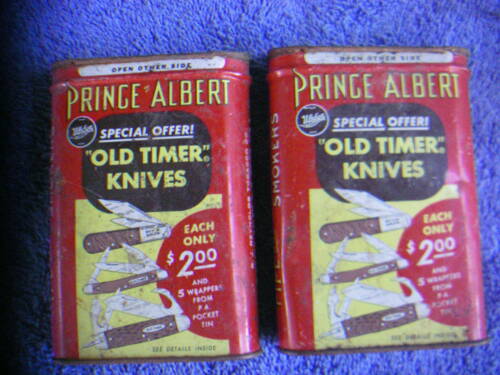 OPEN OTHER SIDE
PRINCE ALBERT
SPECIAL OFFER!
"OLD TIMER"®
KNIVES
EACH
ONLY
$2.00
AND
5 WRAPPERS
FROM
P.A.
POCKET
TIN
SEE DETAILS INSIDE
OPEN OTHER SIDE
PRINCE ALBERT
SPECIAL OFFER!
"OLD TIMER"®
KNIVES
SMOKERS
EACH
ONLY
$2.00
AND
5 WRAPPERS
FROM
P.A.
POCKET
TIN
SEE DETAILS INSIDE